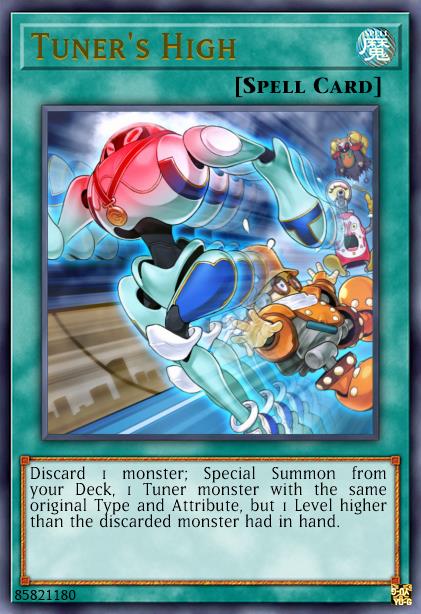 Tuner's High
SPELL
魔
[Spell Card]
Discard 1 monster; Special Summon from
your Deck, 1 Tuner monster with the same
original Type and Attribute, but 1 Level higher
than the discarded monster had in hand.
85821180